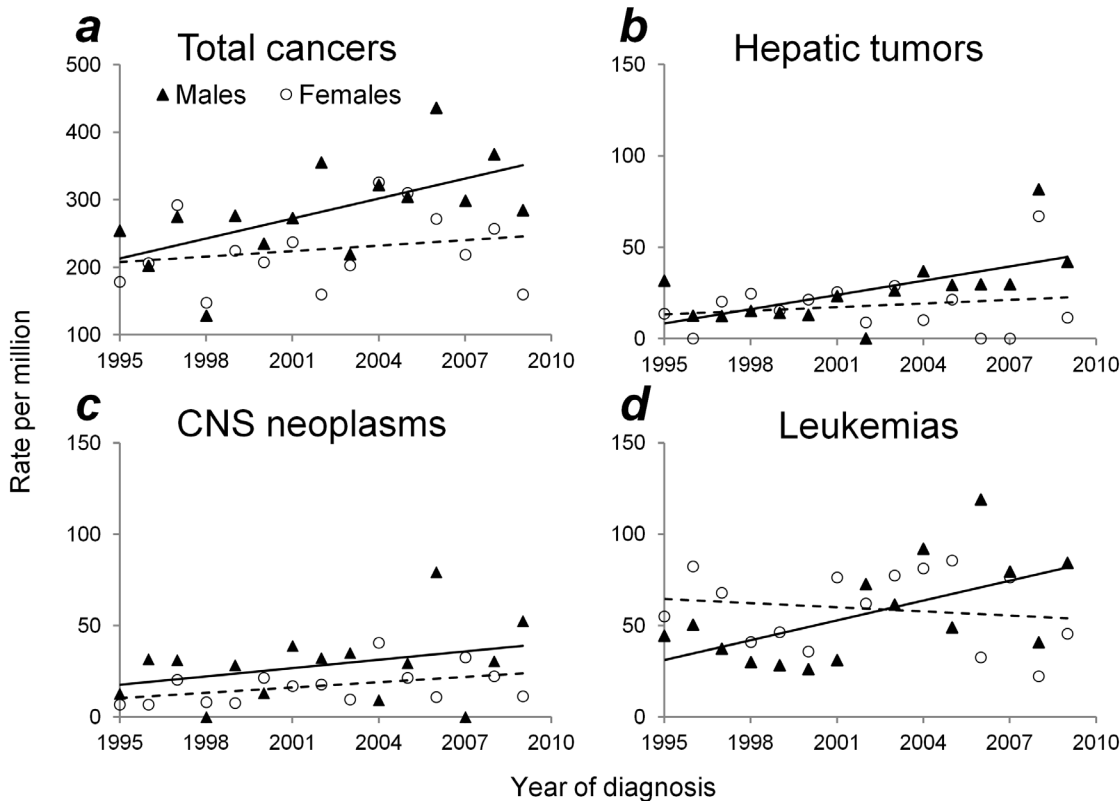 a
Total cancers
500
400
300
200
100
▲ Males ○ Females
1995 1998 2001 2004 2007 2010
b
Hepatic tumors
150
100
50
0
1995 1998 2001 2004 2007 2010
c
CNS neoplasms
150
100
50
0
1995 1998 2001 2004 2007 2010
d
Leukemias
150
100
50
0
1995 1998 2001 2004 2007 2010
Rate per million
Year of diagnosis